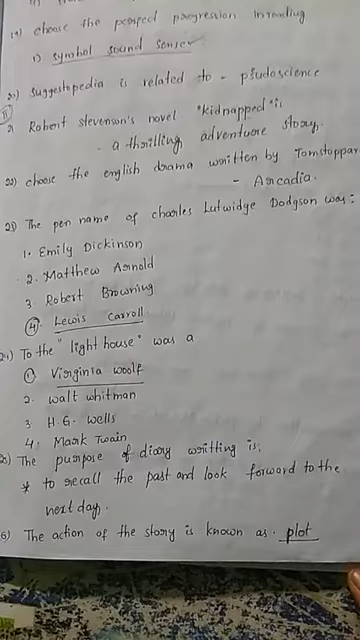 19) choose the perfect progression in reading
1) symbol sound sense
20) suggestopedia is related to - psudoscience
21 Robert stevenson's novel "kidnapped" is
- a thrilling adventure story.
22) choose the english drama written by Tomstoppar
- Arcadia.
23) The pen name of charles Lutwidge Dodgson was:
1. Emily Dickinson
2. Matthew Arnold
3. Robert Browning
4. Lewis Carroll
24) To the "light house" was a
1. Virginia woolf
2. walt whitman
3. H.G. wells
4. Mark Twain
25) The purpose of diary writting is.
* to recall the past and look forward to the
next day.
6) The action of the story is known as. plot